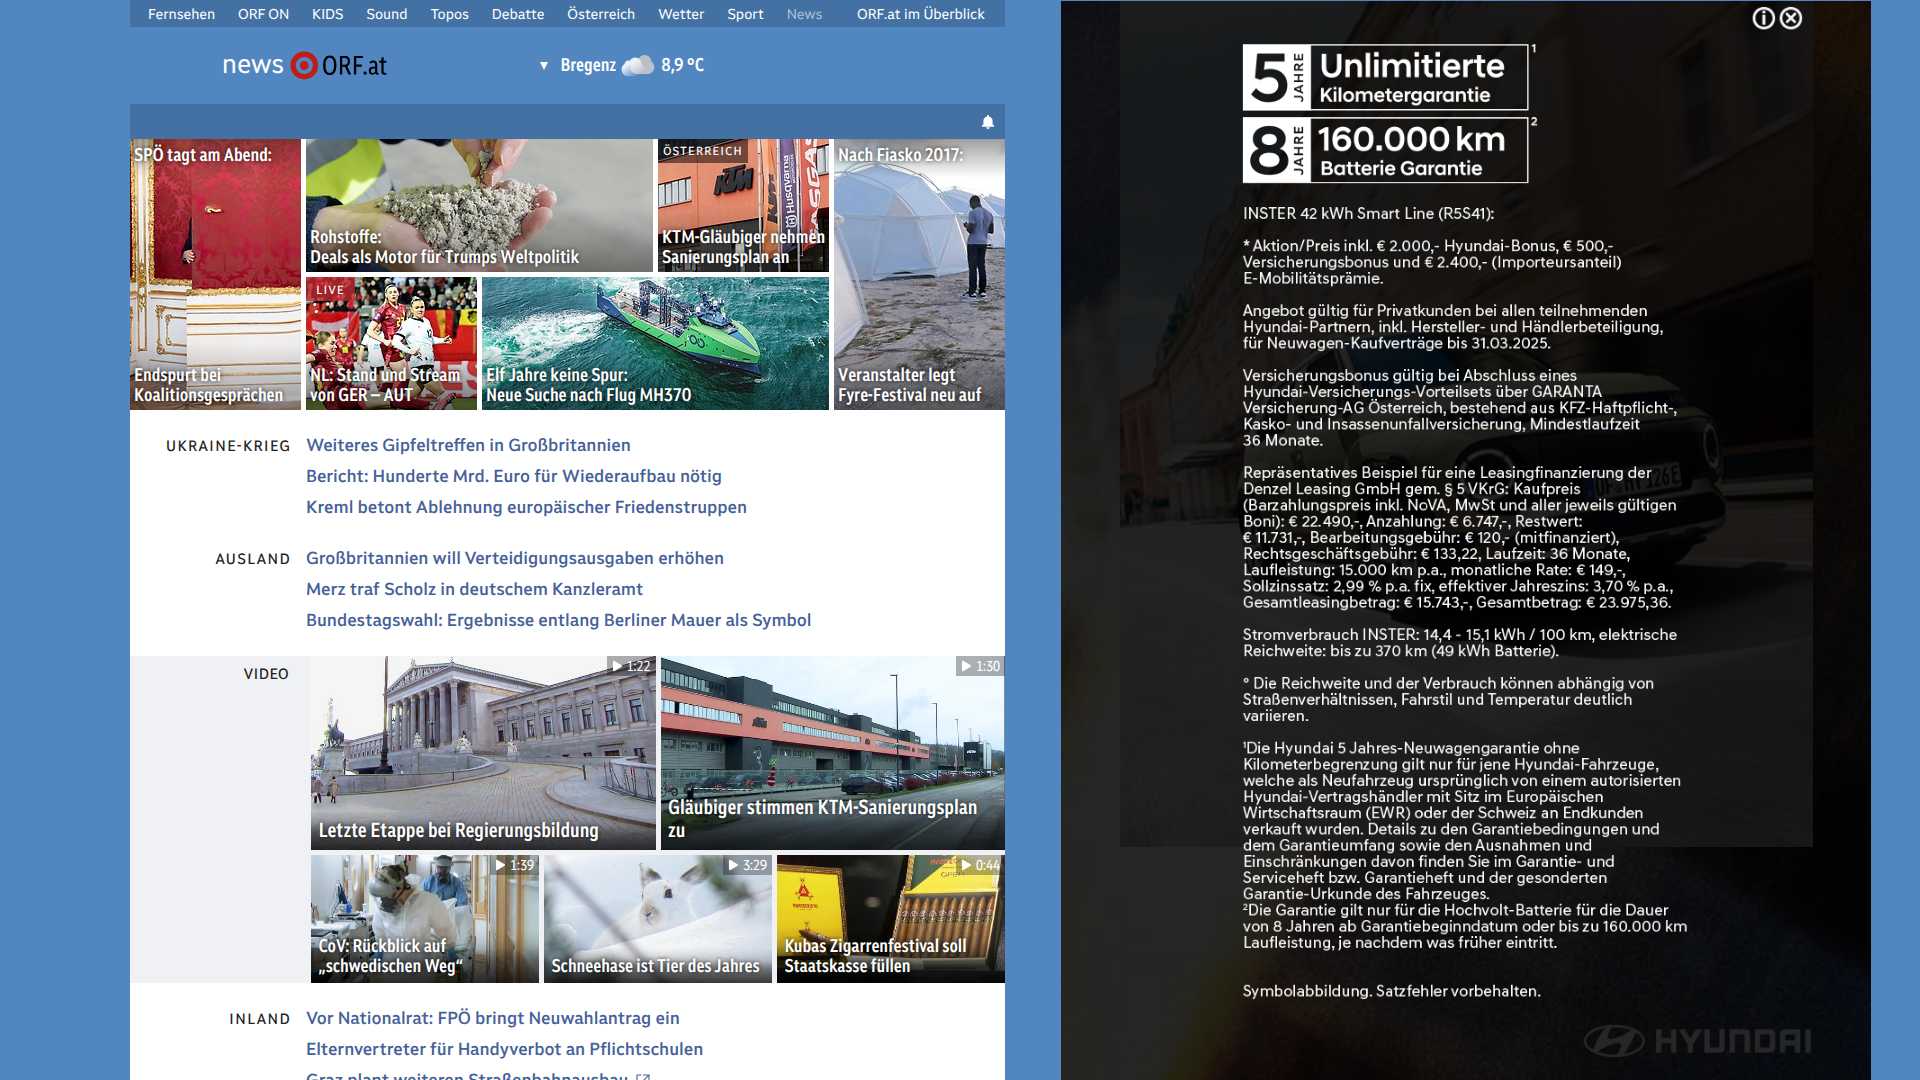 Fernsehen ORF ON KIDS Sound Topos Debatte Österreich Wetter Sport News ORF.at im Überblick
news ORF.at
▼ Bregenz 8,9 °C
SPÖ tagt am Abend:
Endspurt bei
Koalitionsgesprächen
Rohstoffe:
Deals als Motor für Trumps Weltpolitik
ÖSTERREICH
KTM
Husqvarna
GASGAS
KTM-Gläubiger nehmen
Sanierungsplan an
Nach Fiasko 2017:
Veranstalter legt
Fyre-Festival neu auf
LIVE
NL: Stand und Stream
von GER – AUT
Elf Jahre keine Spur:
Neue Suche nach Flug MH370
UKRAINE-KRIEG
Weiteres Gipfeltreffen in Großbritannien
Bericht: Hunderte Mrd. Euro für Wiederaufbau nötig
Kreml betont Ablehnung europäischer Friedenstruppen
AUSLAND
Großbritannien will Verteidigungsausgaben erhöhen
Merz traf Scholz in deutschem Kanzleramt
Bundestagswahl: Ergebnisse entlang Berliner Mauer als Symbol
VIDEO
1:22
Letzte Etappe bei Regierungsbildung
1:30
KTM
Gläubiger stimmen KTM-Sanierungsplan
zu
1:39
CoV: Rückblick auf
„schwedischen Weg“
3:29
Schneehase ist Tier des Jahres
0:44
Kubas Zigarrenfestival soll
Staatskasse füllen
INLAND
Vor Nationalrat: FPÖ bringt Neuwahlantrag ein
Elternvertreter für Handyverbot an Pflichtschulen
Graz plant weiteren Straßenbahnausbau
5 JAHRE Unlimitierte Kilometergarantie 1
8 JAHRE 160.000 km Batterie Garantie 2
INSTER 42 kWh Smart Line (R5S41):
* Aktion/Preis inkl. € 2.000,- Hyundai-Bonus, € 500,-
Versicherungsbonus und € 2.400,- (Importeursanteil)
E-Mobilitätsprämie.
Angebot gültig für Privatkunden bei allen teilnehmenden
Hyundai-Partnern, inkl. Hersteller- und Händlerbeteiligung,
für Neuwagen-Kaufverträge bis 31.03.2025.
Versicherungsbonus gültig bei Abschluss eines
Hyundai-Versicherungs-Vorteilsets über GARANTA
Versicherung-AG Österreich, bestehend aus KFZ-Haftpflicht-,
Kasko- und Insassenunfallversicherung, Mindestlaufzeit
36 Monate.
Repräsentatives Beispiel für eine Leasingfinanzierung der
Denzel Leasing GmbH gem. § 5 VKrG: Kaufpreis
(Barzahlungspreis inkl. NoVA, MwSt und aller jeweils gültigen
Boni): € 22.490,-, Anzahlung: € 6.747,-, Restwert:
€ 11.731,-, Bearbeitungsgebühr: € 120,- (mitfinanziert),
Rechtsgeschäftsgebühr: € 133,22, Laufzeit: 36 Monate,
Laufleistung: 15.000 km p.a., monatliche Rate: € 149,-,
Sollzinssatz: 2,99 % p.a. fix, effektiver Jahreszins: 3,70 % p.a.,
Gesamtleasingbetrag: € 15.743,-, Gesamtbetrag: € 23.975,36.
Stromverbrauch INSTER: 14,4 - 15,1 kWh / 100 km, elektrische
Reichweite: bis zu 370 km (49 kWh Batterie).
° Die Reichweite und der Verbrauch können abhängig von
Straßenverhältnissen, Fahrstil und Temperatur deutlich
variieren.
¹Die Hyundai 5 Jahres-Neuwagengarantie ohne
Kilometerbegrenzung gilt nur für jene Hyundai-Fahrzeuge,
welche als Neufahrzeug ursprünglich von einem autorisierten
Hyundai-Vertragshändler mit Sitz im Europäischen
Wirtschaftsraum (EWR) oder der Schweiz an Endkunden
verkauft wurden. Details zu den Garantiebedingungen und
dem Garantieumfang sowie den Ausnahmen und
Einschränkungen davon finden Sie im Garantie- und
Serviceheft bzw. Garantieheft und der gesonderten
Garantie-Urkunde des Fahrzeuges.
²Die Garantie gilt nur für die Hochvolt-Batterie für die Dauer
von 8 Jahren ab Garantiebeginndatum oder bis zu 160.000 km
Laufleistung, je nachdem was früher eintritt.
Symbolabbildung. Satzfehler vorbehalten.
HYUNDAI